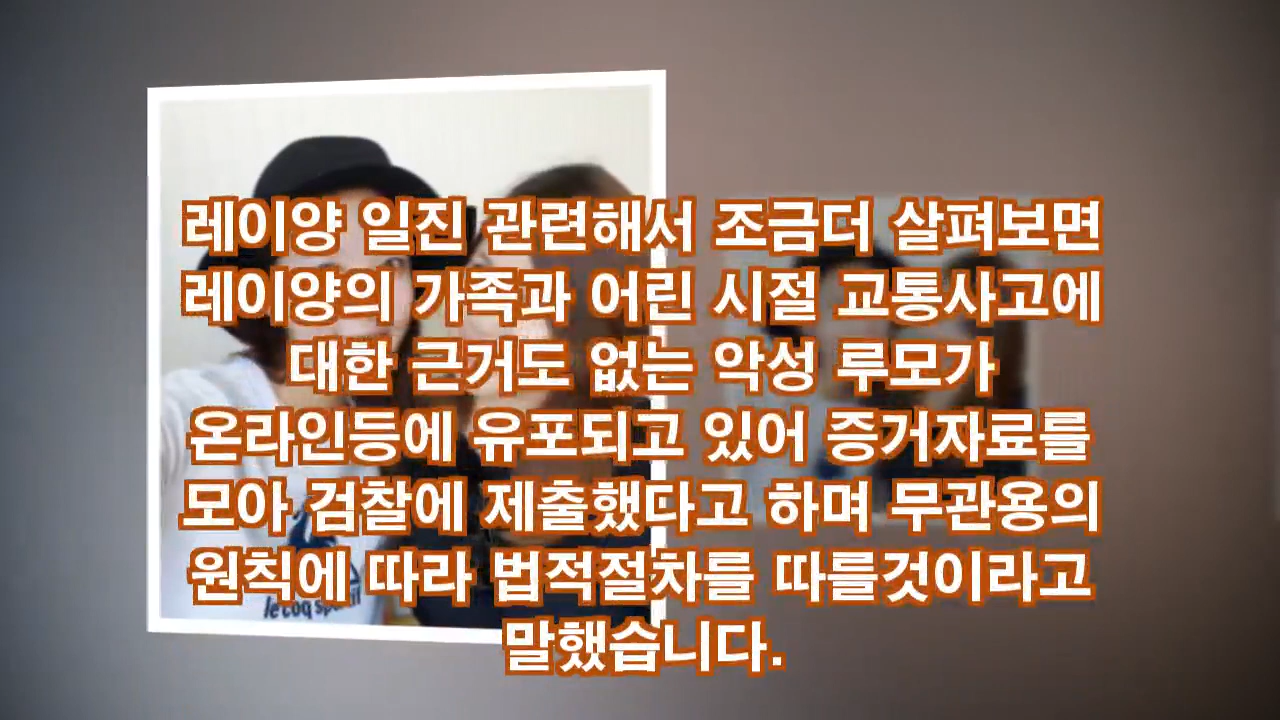 레이양 일진 관련해서 조금더 살펴보면
레이양의 가족과 어린 시절 교통사고에
대한 근거도 없는 악성 루모가
온라인등에 유포되고 있어 증거자료를
모아 검찰에 제출했다고 하며 무관용의
원칙에 따라 법적절차를 따를것이라고
말했습니다.
le coq